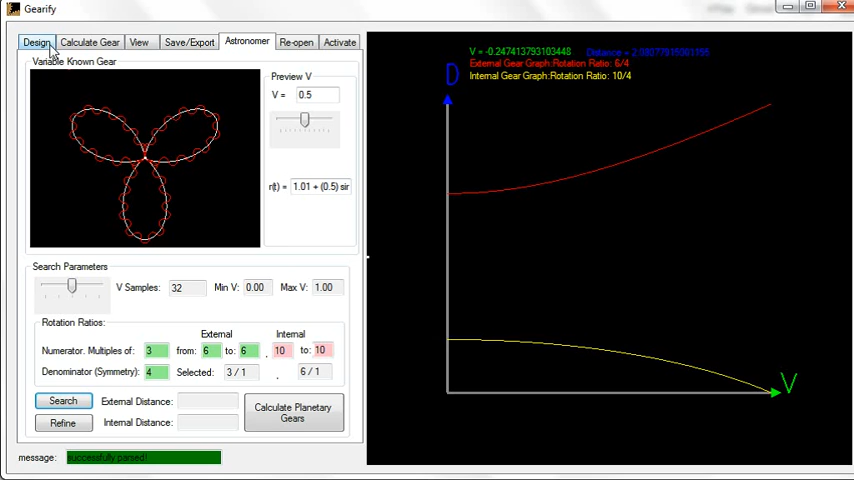 Gearify
Design Calculate Gear View Save/Export Astronomer Re-open Activate
Variable Known Gear
Preview V
V = 0.5
r(t) = 1.01 + (0.5) sir
Search Parameters
V Samples: 32 Min V: 0.00 Max V: 1.00
Rotation Ratios:
External Internal
Numerator. Multiples of: 3 from: 6 to: 6 , 10 to: 10
Denominator (Symmetry): 4 Selected: 3 / 1 , 6 / 1
Search External Distance:
Refine Internal Distance:
Calculate Planetary
Gears
message: successfully parsed!
V = -0.247413793103448
External Gear Graph:Rotation Ratio: 6/4
Internal Gear Graph:Rotation Ratio: 10/4
D
V